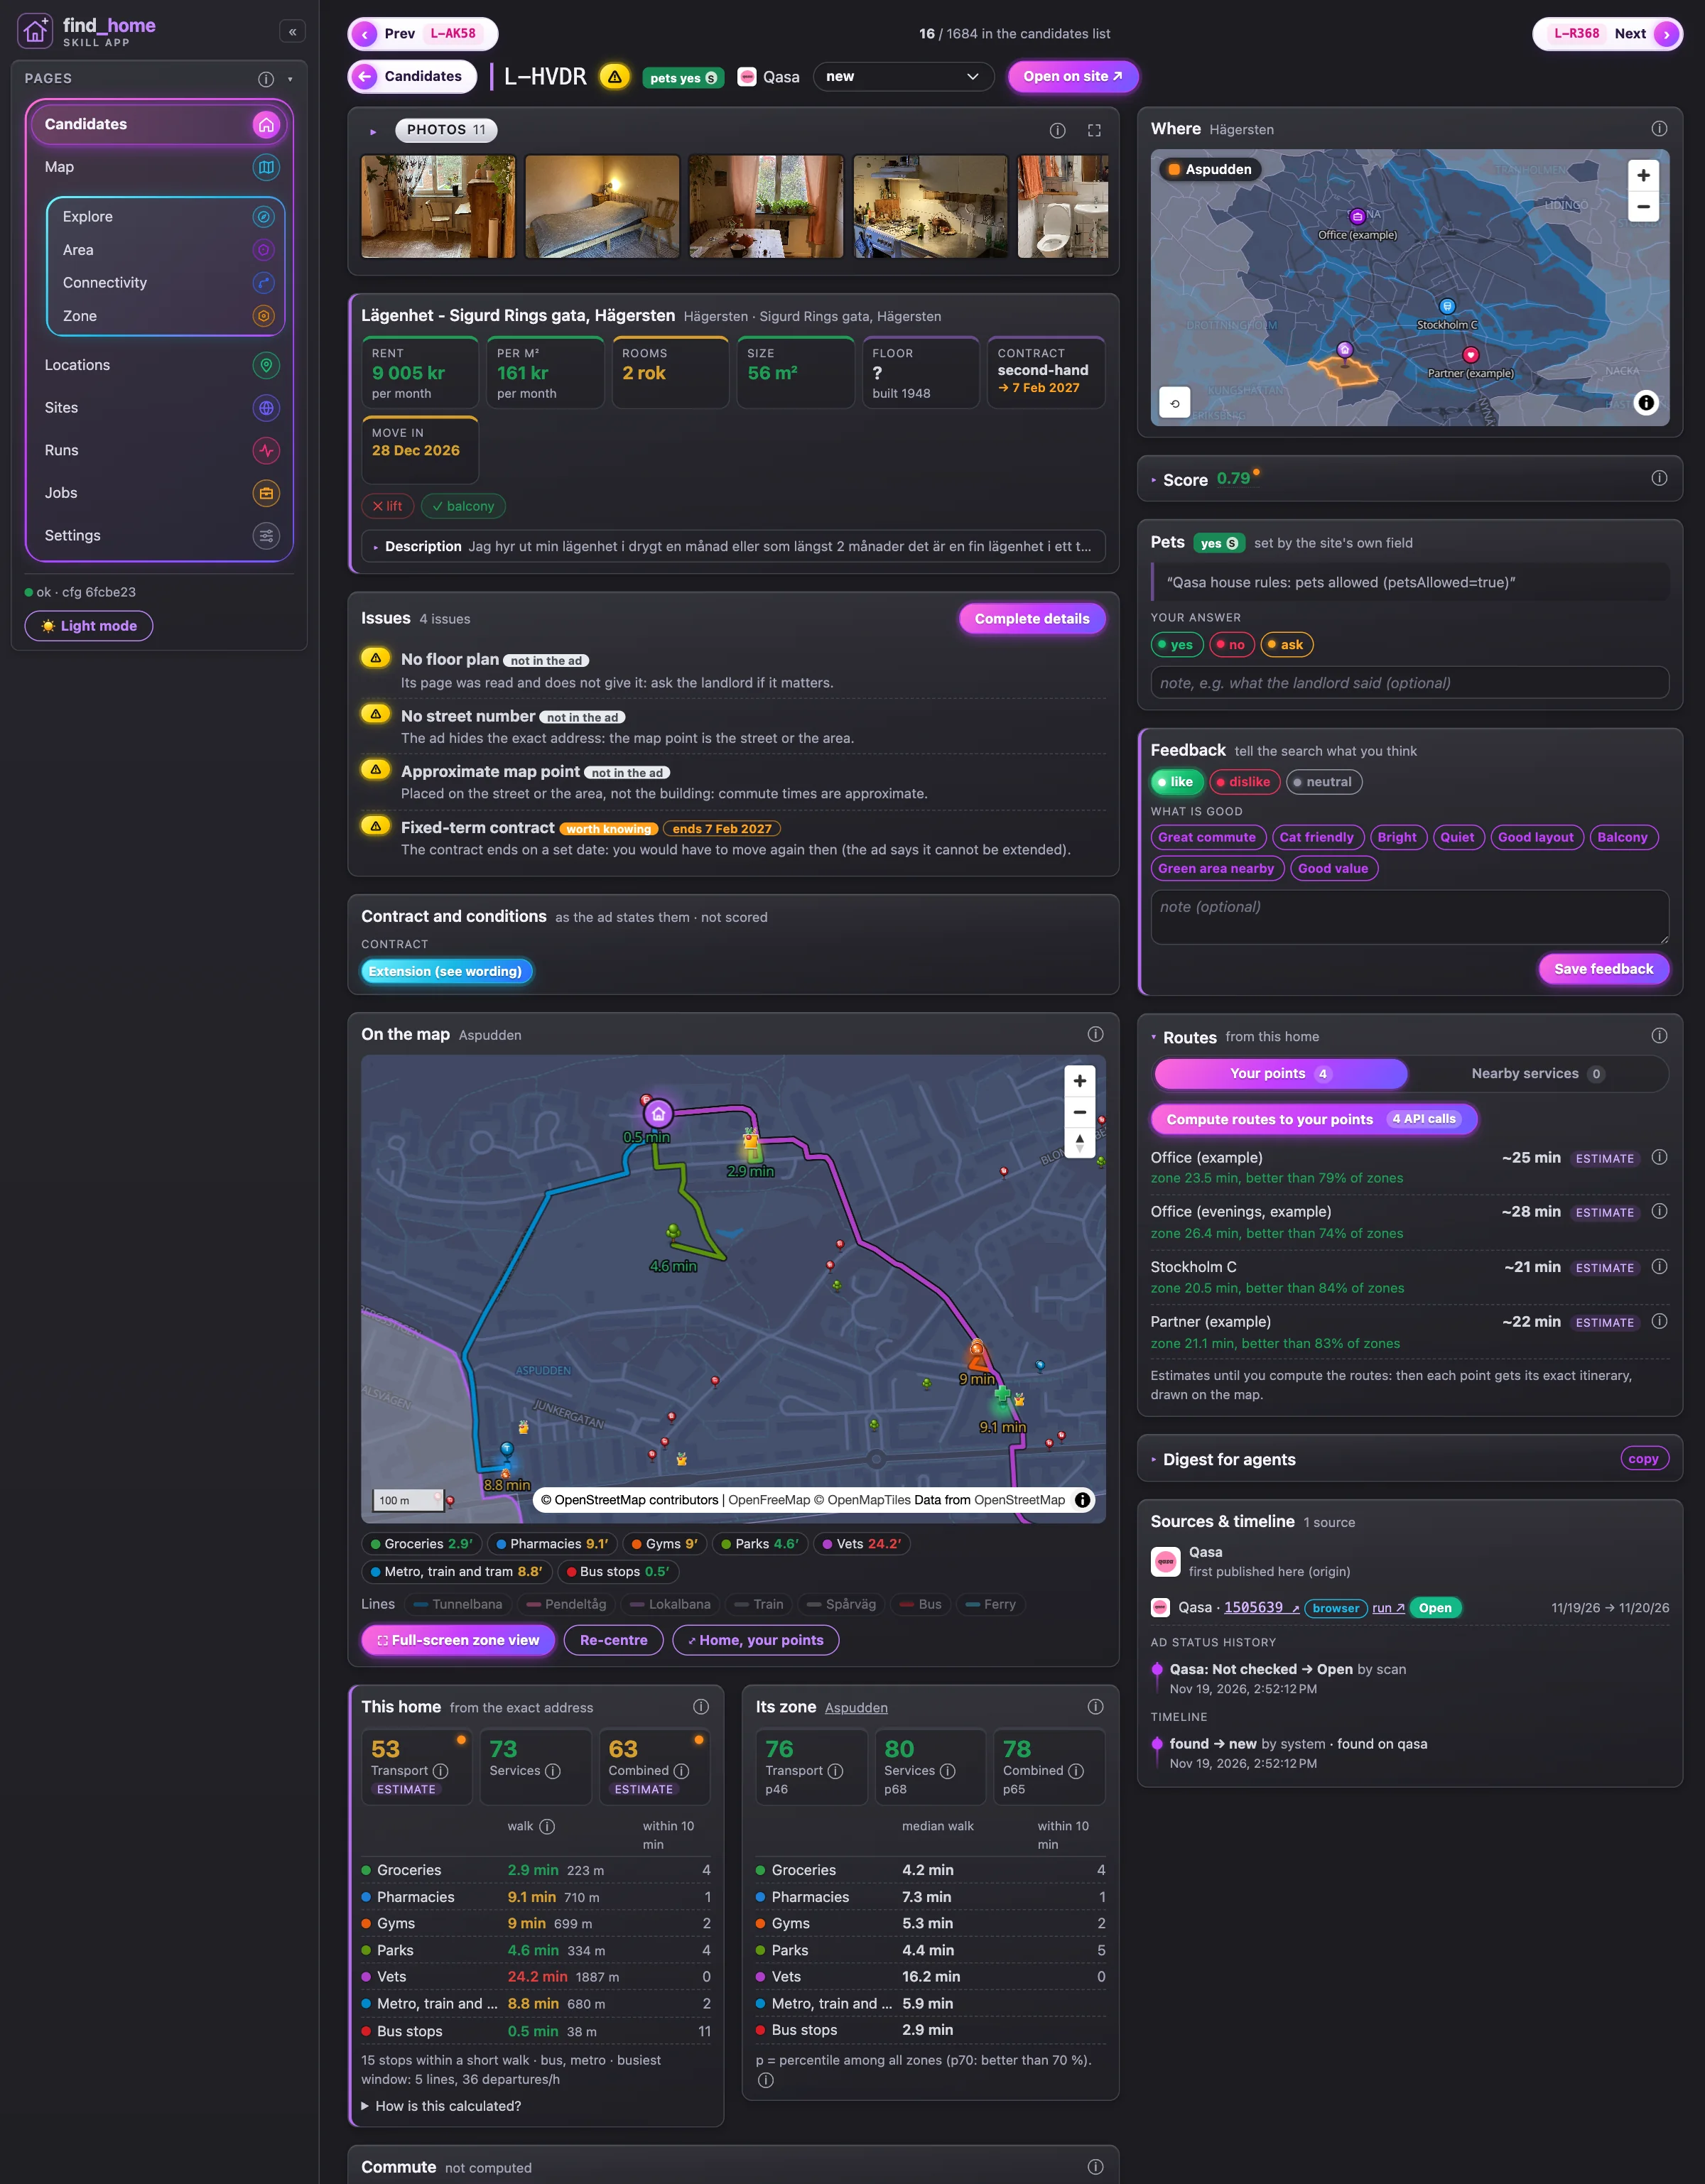 find_home
SKILL APP
«
PAGES
Candidates
Map
Explore
Area
Connectivity
Zone
Locations
Sites
Runs
Jobs
Settings
ok · cfg 6fcbe23
Light mode
Prev L–AK58
16 / 1684 in the candidates list
L–R368 Next
Candidates
L–HVDR
pets yes S
Qasa
new
Open on site ↗
PHOTOS 11
Lägenhet - Sigurd Rings gata, Hägersten Hägersten · Sigurd Rings gata, Hägersten
RENT
9 005 kr
per month
PER M²
161 kr
per month
ROOMS
2 rok
SIZE
56 m²
FLOOR
?
built 1948
CONTRACT
second-hand
→ 7 Feb 2027
MOVE IN
28 Dec 2026
✕ lift
✓ balcony
Description Jag hyr ut min lägenhet i drygt en månad eller som längst 2 månader det är en fin lägenhet i ett t…
Issues 4 issues
Complete details
No floor plan not in the ad
Its page was read and does not give it: ask the landlord if it matters.
No street number not in the ad
The ad hides the exact address: the map point is the street or the area.
Approximate map point not in the ad
Placed on the street or the area, not the building: commute times are approximate.
Fixed-term contract worth knowing ends 7 Feb 2027
The contract ends on a set date: you would have to move again then (the ad says it cannot be extended).
Contract and conditions as the ad states them · not scored
CONTRACT
Extension (see wording)
On the map Aspudden
0.5 min
2.9 min
4.6 min
ASPUDDEN
JUNKERGATAN
9 min
9.1 min
8.8 min
100 m
© OpenStreetMap contributors | OpenFreeMap © OpenMapTiles Data from OpenStreetMap
Groceries 2.9′
Pharmacies 9.1′
Gyms 9′
Parks 4.6′
Vets 24.2′
Metro, train and tram 8.8′
Bus stops 0.5′
Lines Tunnelbana Pendeltåg Lokalbana Train Spårväg Bus Ferry
Full-screen zone view
Re-centre
Home, your points
This home from the exact address
53
Transport
ESTIMATE
73
Services
63
Combined
ESTIMATE
walk within 10 min
Groceries 2.9 min 223 m 4
Pharmacies 9.1 min 710 m 1
Gyms 9 min 699 m 2
Parks 4.6 min 334 m 4
Vets 24.2 min 1887 m 0
Metro, train and … 8.8 min 680 m 2
Bus stops 0.5 min 38 m 11
15 stops within a short walk · bus, metro · busiest
window: 5 lines, 36 departures/h
How is this calculated?
Its zone Aspudden
76
Transport
p46
80
Services
p68
78
Combined
p65
median walk within 10 min
Groceries 4.2 min 4
Pharmacies 7.3 min 1
Gyms 5.3 min 2
Parks 4.4 min 5
Vets 16.2 min 0
Metro, train and … 5.9 min
Bus stops 2.9 min
p = percentile among all zones (p70: better than 70 %).
Commute not computed
Where Hägersten
Aspudden
LIDINGO
Office (example)
DROTTNINGHOLM
Stockholm C
Partner (example)
NACKA
Score 0.79
Pets yes S set by the site's own field
“Qasa house rules: pets allowed (petsAllowed=true)”
YOUR ANSWER
yes
no
ask
note, e.g. what the landlord said (optional)
Feedback tell the search what you think
like
dislike
neutral
WHAT IS GOOD
Great commute
Cat friendly
Bright
Quiet
Good layout
Balcony
Green area nearby
Good value
note (optional)
Save feedback
Routes from this home
Your points 4
Nearby services 0
Compute routes to your points 4 API calls
Office (example) ~25 min ESTIMATE
zone 23.5 min, better than 79% of zones
Office (evenings, example) ~28 min ESTIMATE
zone 26.4 min, better than 74% of zones
Stockholm C ~21 min ESTIMATE
zone 20.5 min, better than 84% of zones
Partner (example) ~22 min ESTIMATE
zone 21.1 min, better than 83% of zones
Estimates until you compute the routes: then each point gets its exact itinerary,
drawn on the map.
Digest for agents
copy
Sources & timeline 1 source
Qasa
first published here (origin)
Qasa · 1505639 ↗ browser run ↗ Open 11/19/26 → 11/20/26
AD STATUS HISTORY
Qasa: Not checked → Open by scan
Nov 19, 2026, 2:52:12 PM
TIMELINE
found → new by system · found on qasa
Nov 19, 2026, 2:52:12 PM